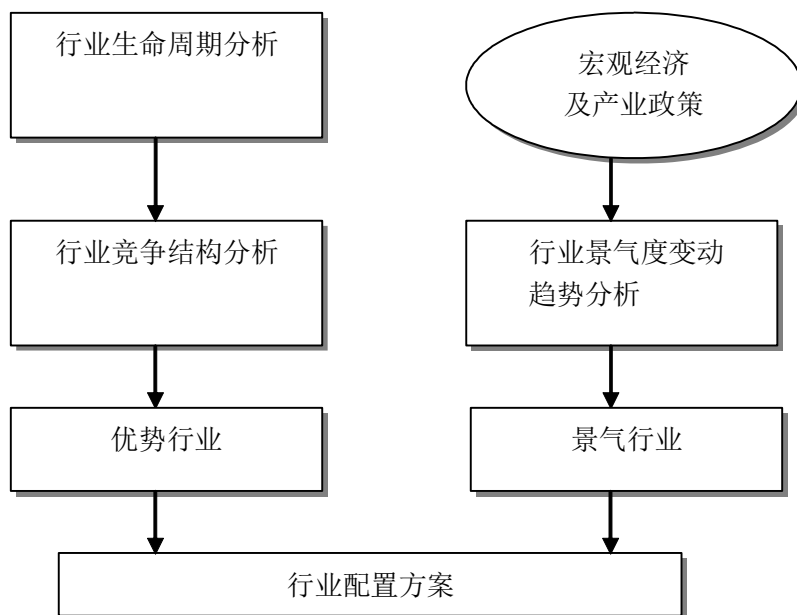 行业生命周期分析
宏观经济
及产业政策
行业竞争结构分析
行业景气度变动
趋势分析
优势行业
景气行业
行业配置方案